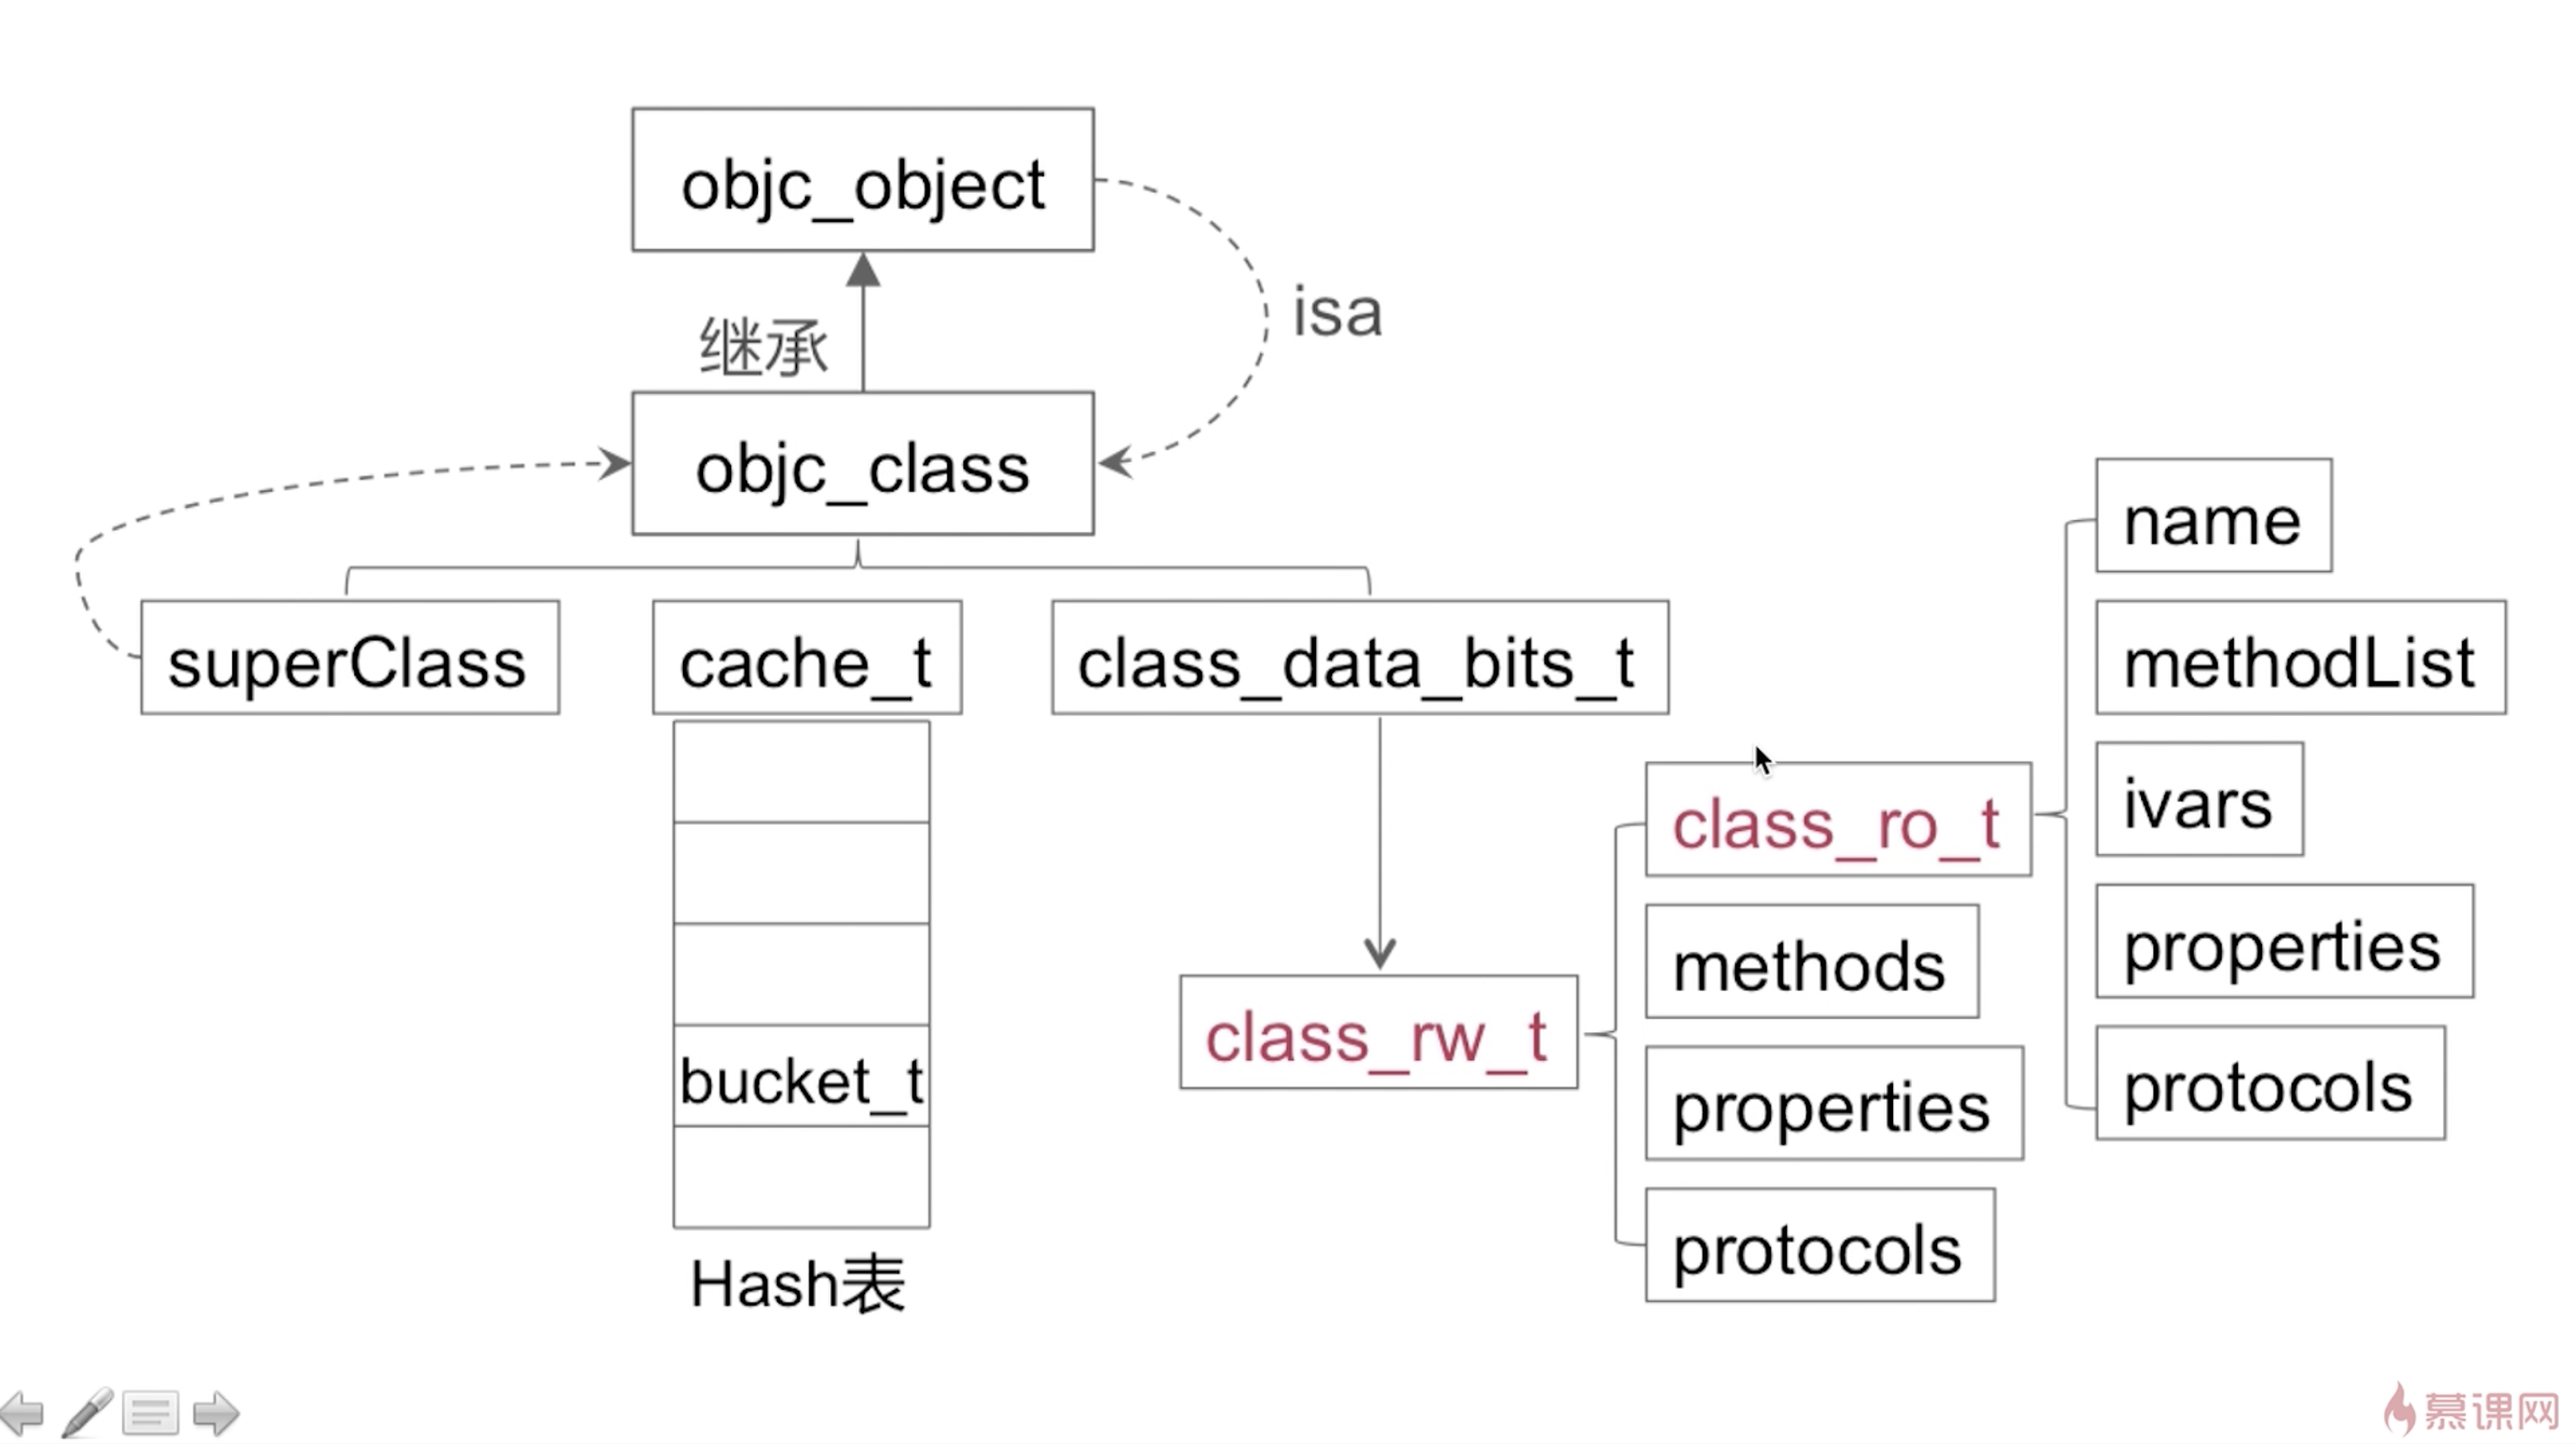 objc_object
isa
继承
objc_class
superClass
cache_t
class_data_bits_t
bucket_t
Hash表
class_rw_t
class_ro_t
methods
properties
protocols
name
methodList
ivars
properties
protocols
慕课网